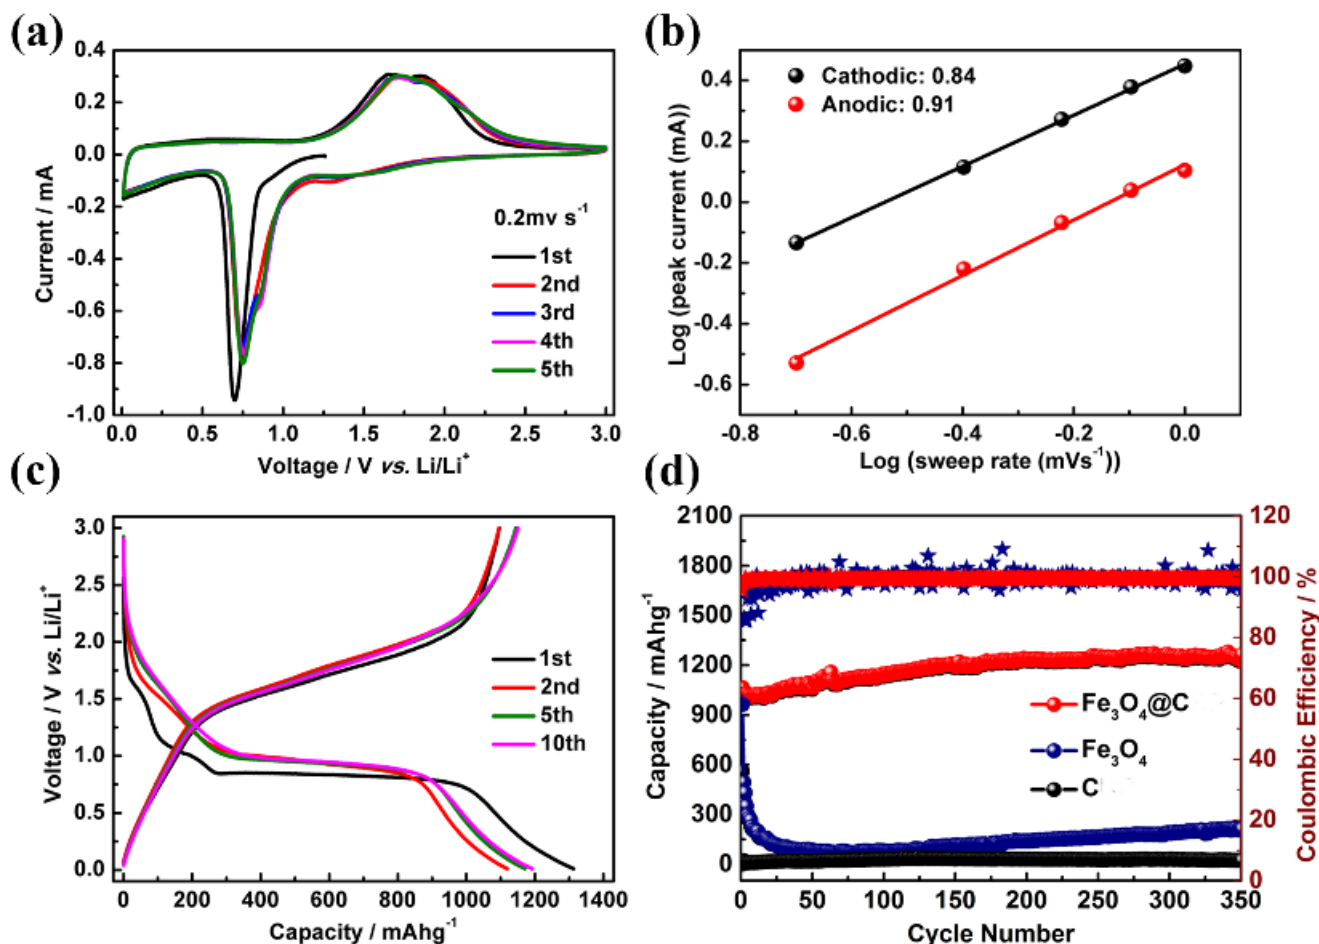 (a)
0.4
0.2
0.0
-0.2
-0.4
-0.6
-0.8
-1.0
Current / mA
0.2mv s⁻¹
1st
2nd
3rd
4th
5th
0.0 0.5 1.0 1.5 2.0 2.5 3.0
Voltage / V vs. Li/Li⁺
(b)
0.4
0.2
0.0
-0.2
-0.4
-0.6
Log (peak current (mA))
Cathodic: 0.84
Anodic: 0.91
-0.8 -0.6 -0.4 -0.2 0.0
Log (sweep rate (mVs⁻¹))
(c)
3.0
2.5
2.0
1.5
1.0
0.5
0.0
Voltage / V vs. Li/Li⁺
1st
2nd
5th
10th
0 200 400 600 800 1000 1200 1400
Capacity / mAhg⁻¹
(d)
2100
1800
1500
1200
900
600
300
0
Capacity / mAhg⁻¹
Fe₃O₄@C
Fe₃O₄
C
120
100
80
60
40
20
0
Coulombic Efficiency / %
0 50 100 150 200 250 300 350
Cycle Number